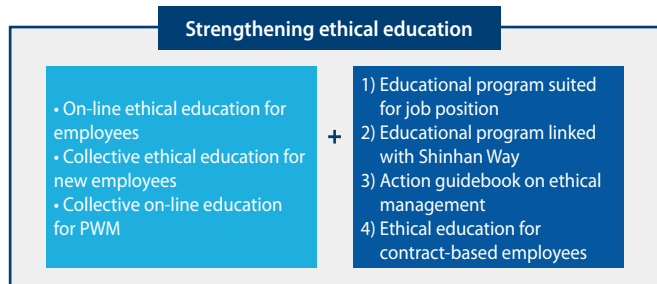 Strengthening ethical education
• On-line ethical education for
employees
• Collective ethical education for
new employees
• Collective on-line education
for PWM
+
1) Educational program suited
for job position
2) Educational program linked
with Shinhan Way
3) Action guidebook on ethical
management
4) Ethical education for
contract-based employees